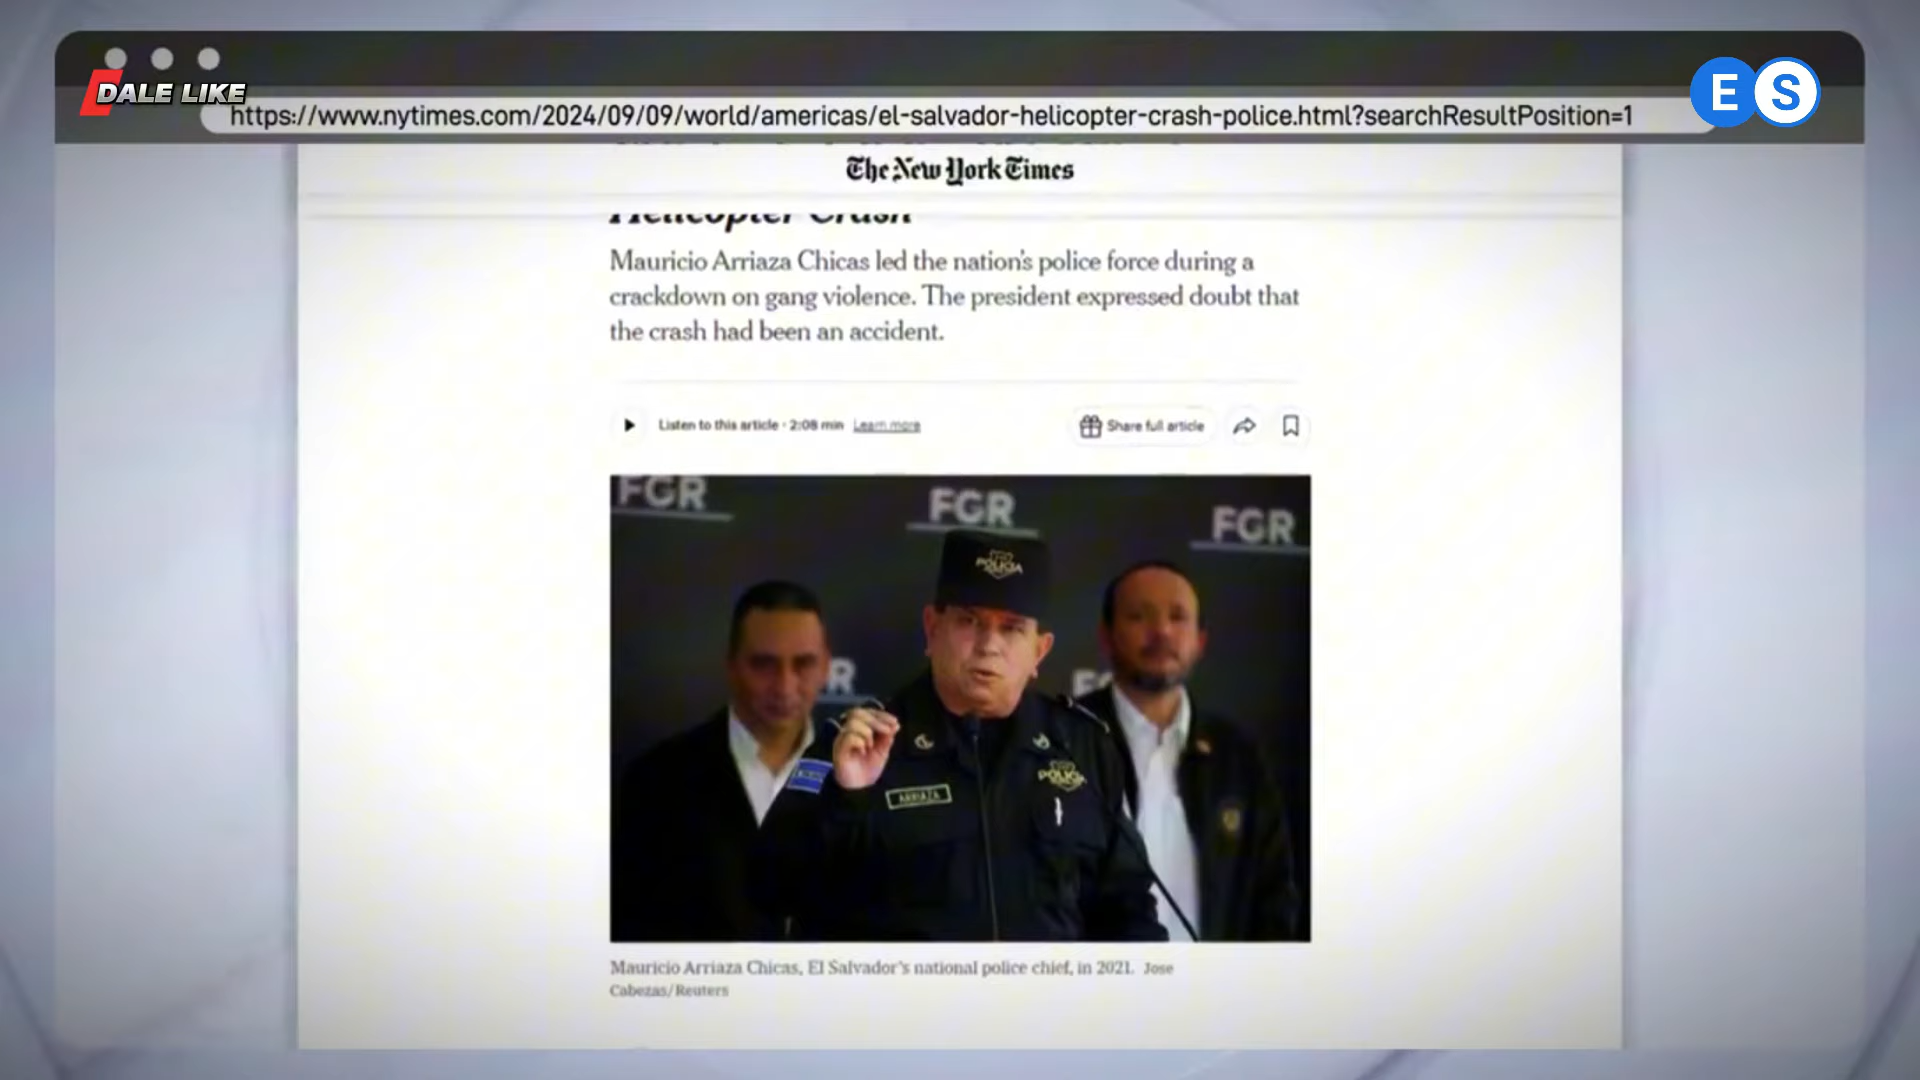 DALE LIKE
ES
https://www.nytimes.com/2024/09/09/world/americas/el-salvador-helicopter-crash-police.html?searchResultPosition=1
The New York Times
Helicopter Crash
Mauricio Arriaza Chicas led the nation's police force during a
crackdown on gang violence. The president expressed doubt that
the crash had been an accident.
Listen to this article · 2:08 min Learn more
Share full article
FGR
FGR
FGR
POLICIA
R
FG
ARRIAZA
POLICIA
Mauricio Arriaza Chicas, El Salvador's national police chief, in 2021. Jose
Cabezas/Reuters